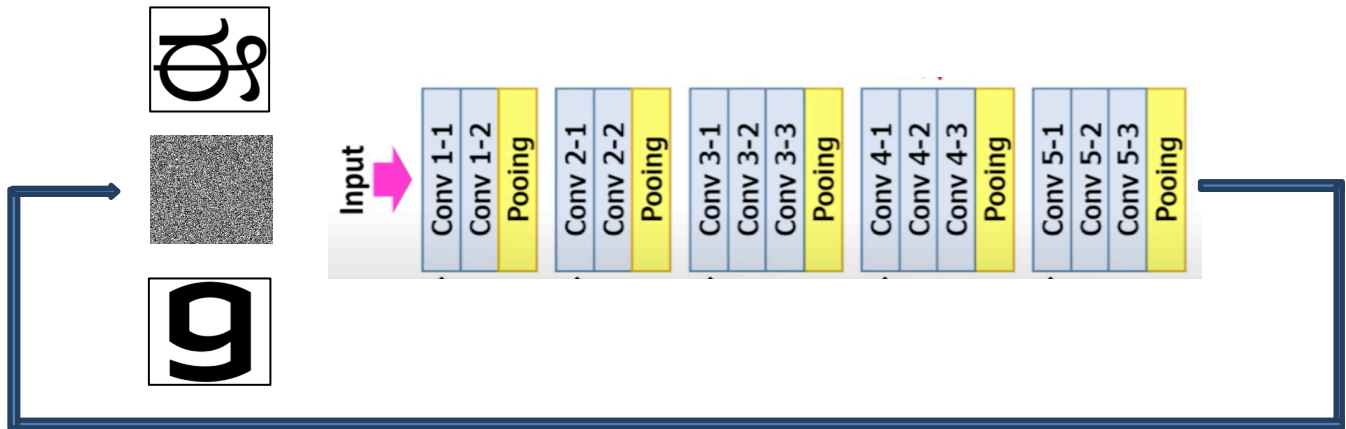 Input
Conv 1-1
Conv 1-2
Pooing
Conv 2-1
Conv 2-2
Pooing
Conv 3-1
Conv 3-2
Conv 3-3
Pooing
Conv 4-1
Conv 4-2
Conv 4-3
Pooing
Conv 5-1
Conv 5-2
Conv 5-3
Pooing
g